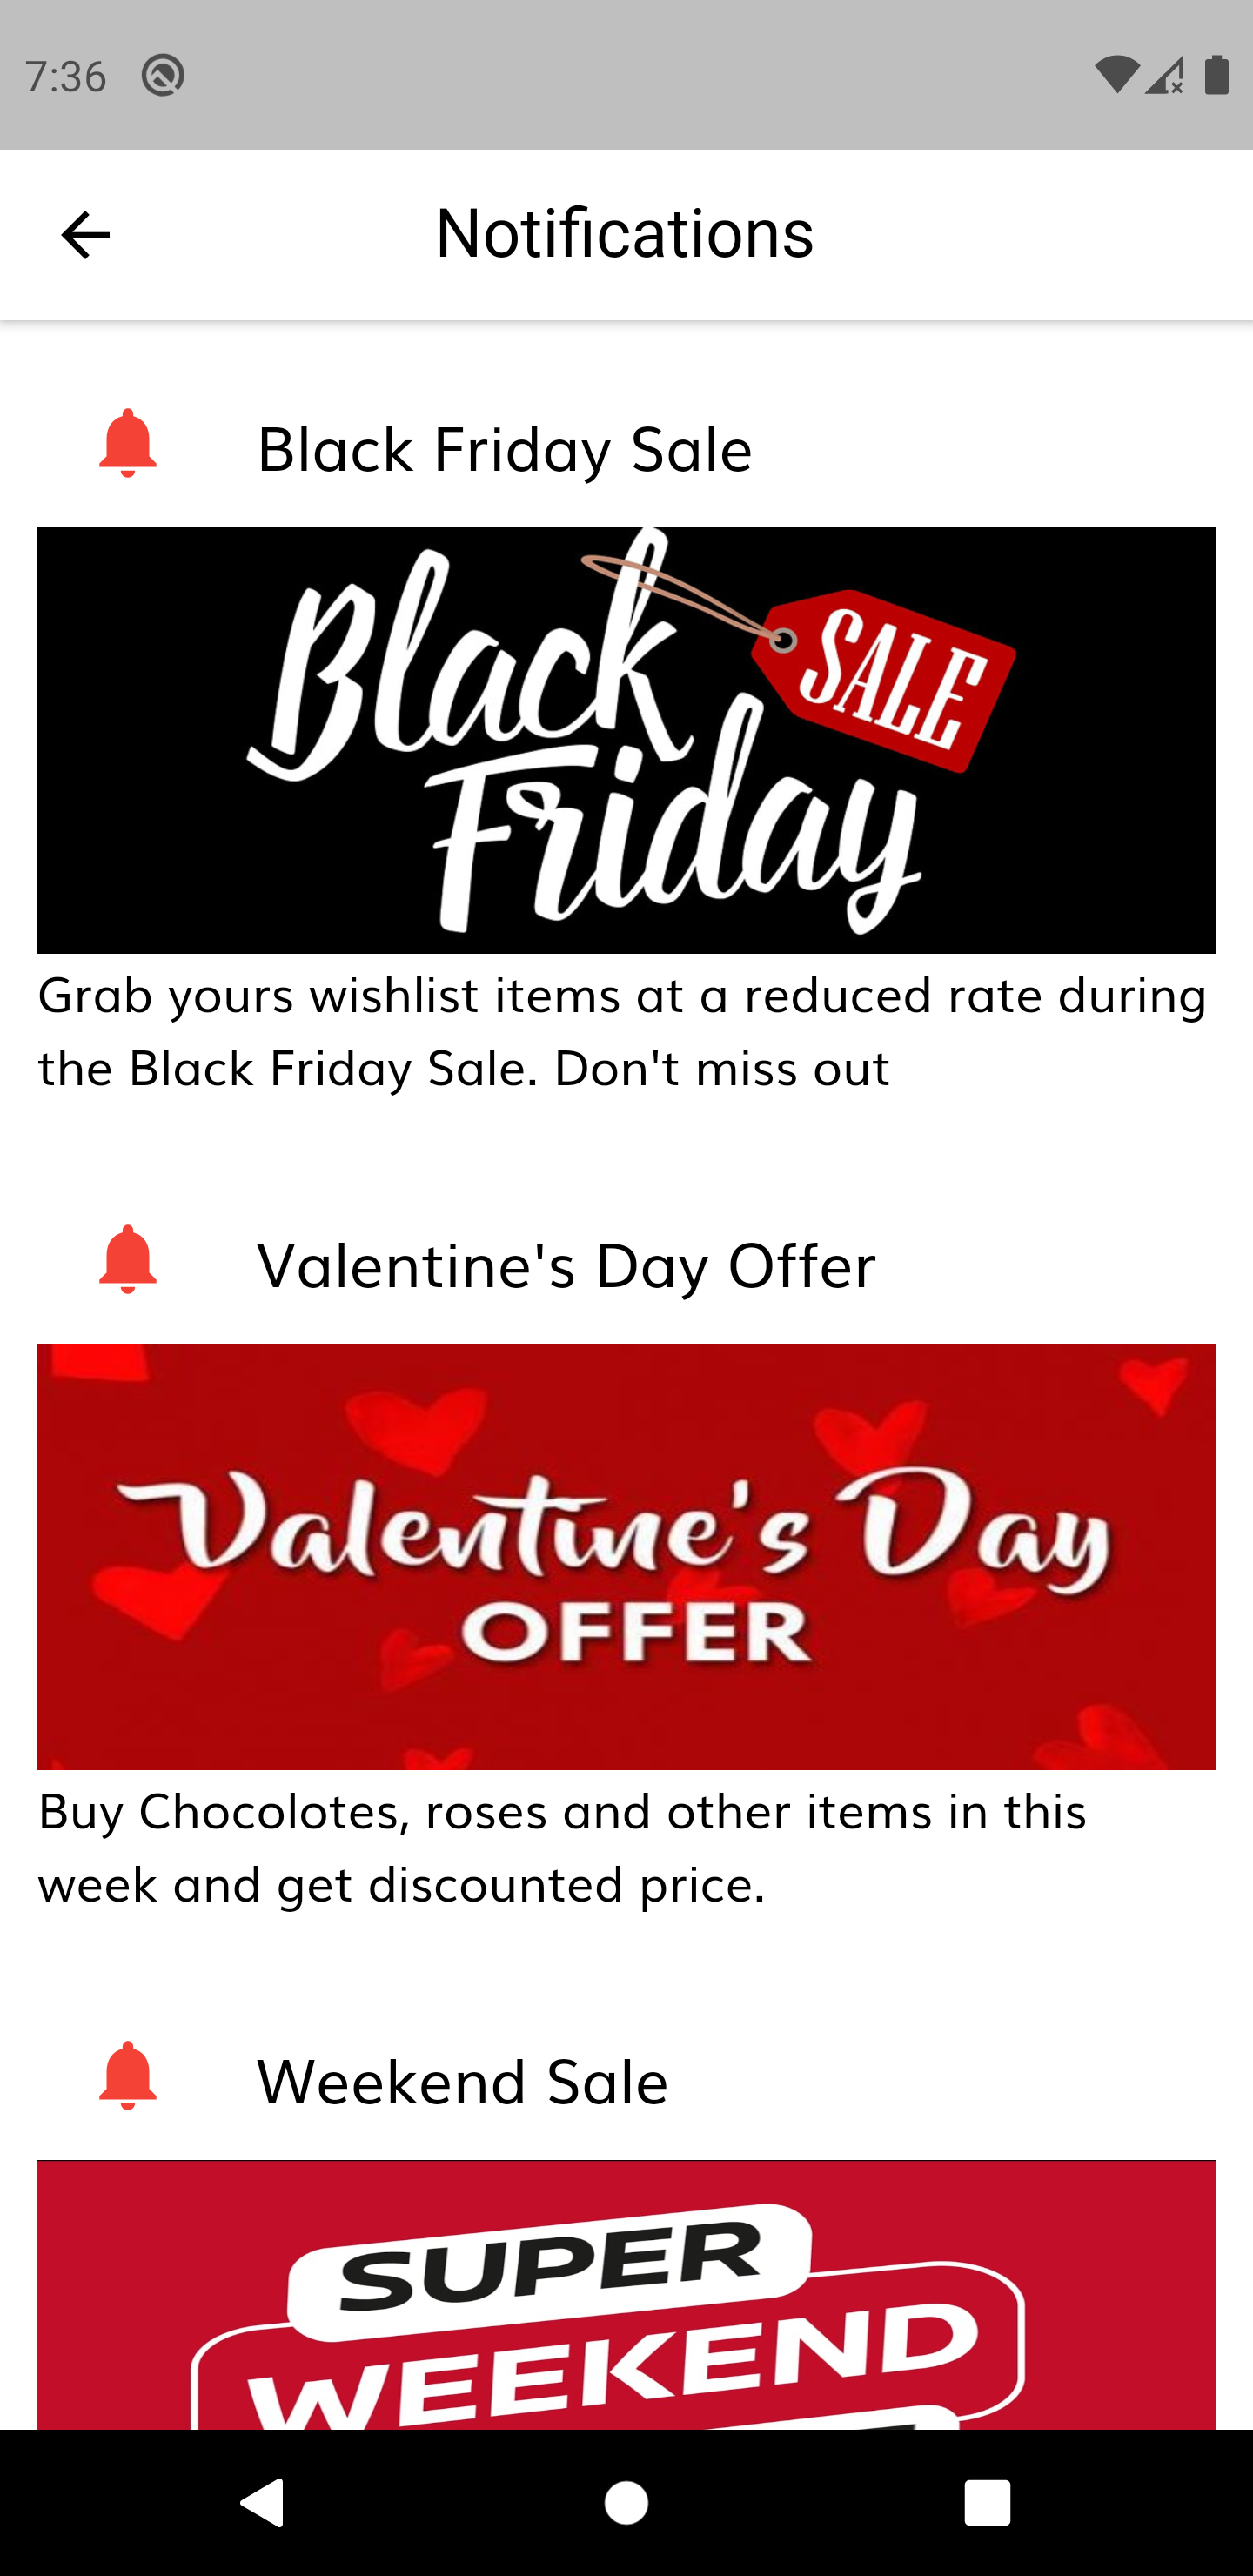 7:36
Notifications
Black Friday Sale
Black
SALE
Friday
Grab yours wishlist items at a reduced rate during
the Black Friday Sale. Don't miss out
Valentine's Day Offer
Valentine's Day
OFFER
Buy Chocolotes, roses and other items in this
week and get discounted price.
Weekend Sale
SUPER
WEEKEND